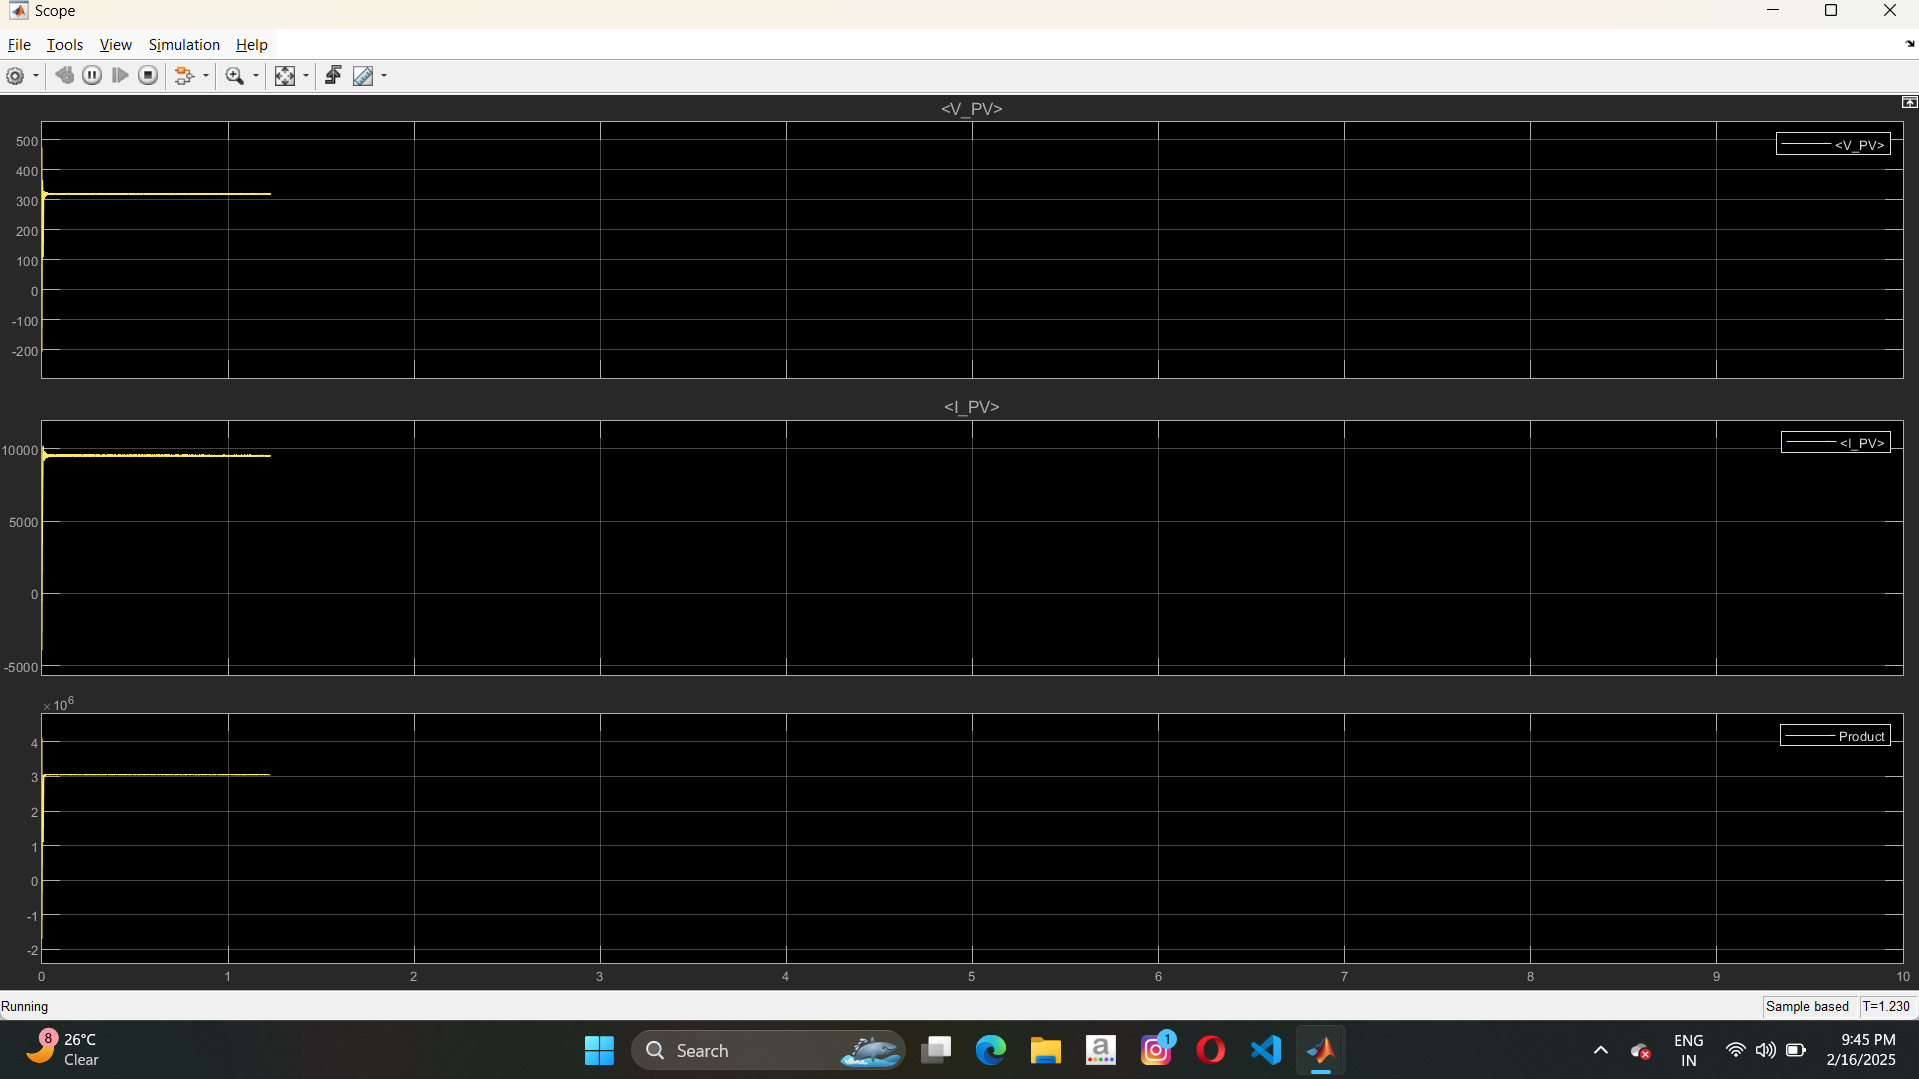 Scope
File Tools View Simulation Help
<V_PV>
<V_PV>
500
400
300
200
100
0
-100
-200
<I_PV>
<I_PV>
10000
5000
0
-5000
×10⁶
Product
4
3
2
1
0
-1
-2
0 1 2 3 4 5 6 7 8 9 10
Running
Sample based T=1.230
8
26°C
Clear
Search
a
1
ENG
IN
9:45 PM
2/16/2025